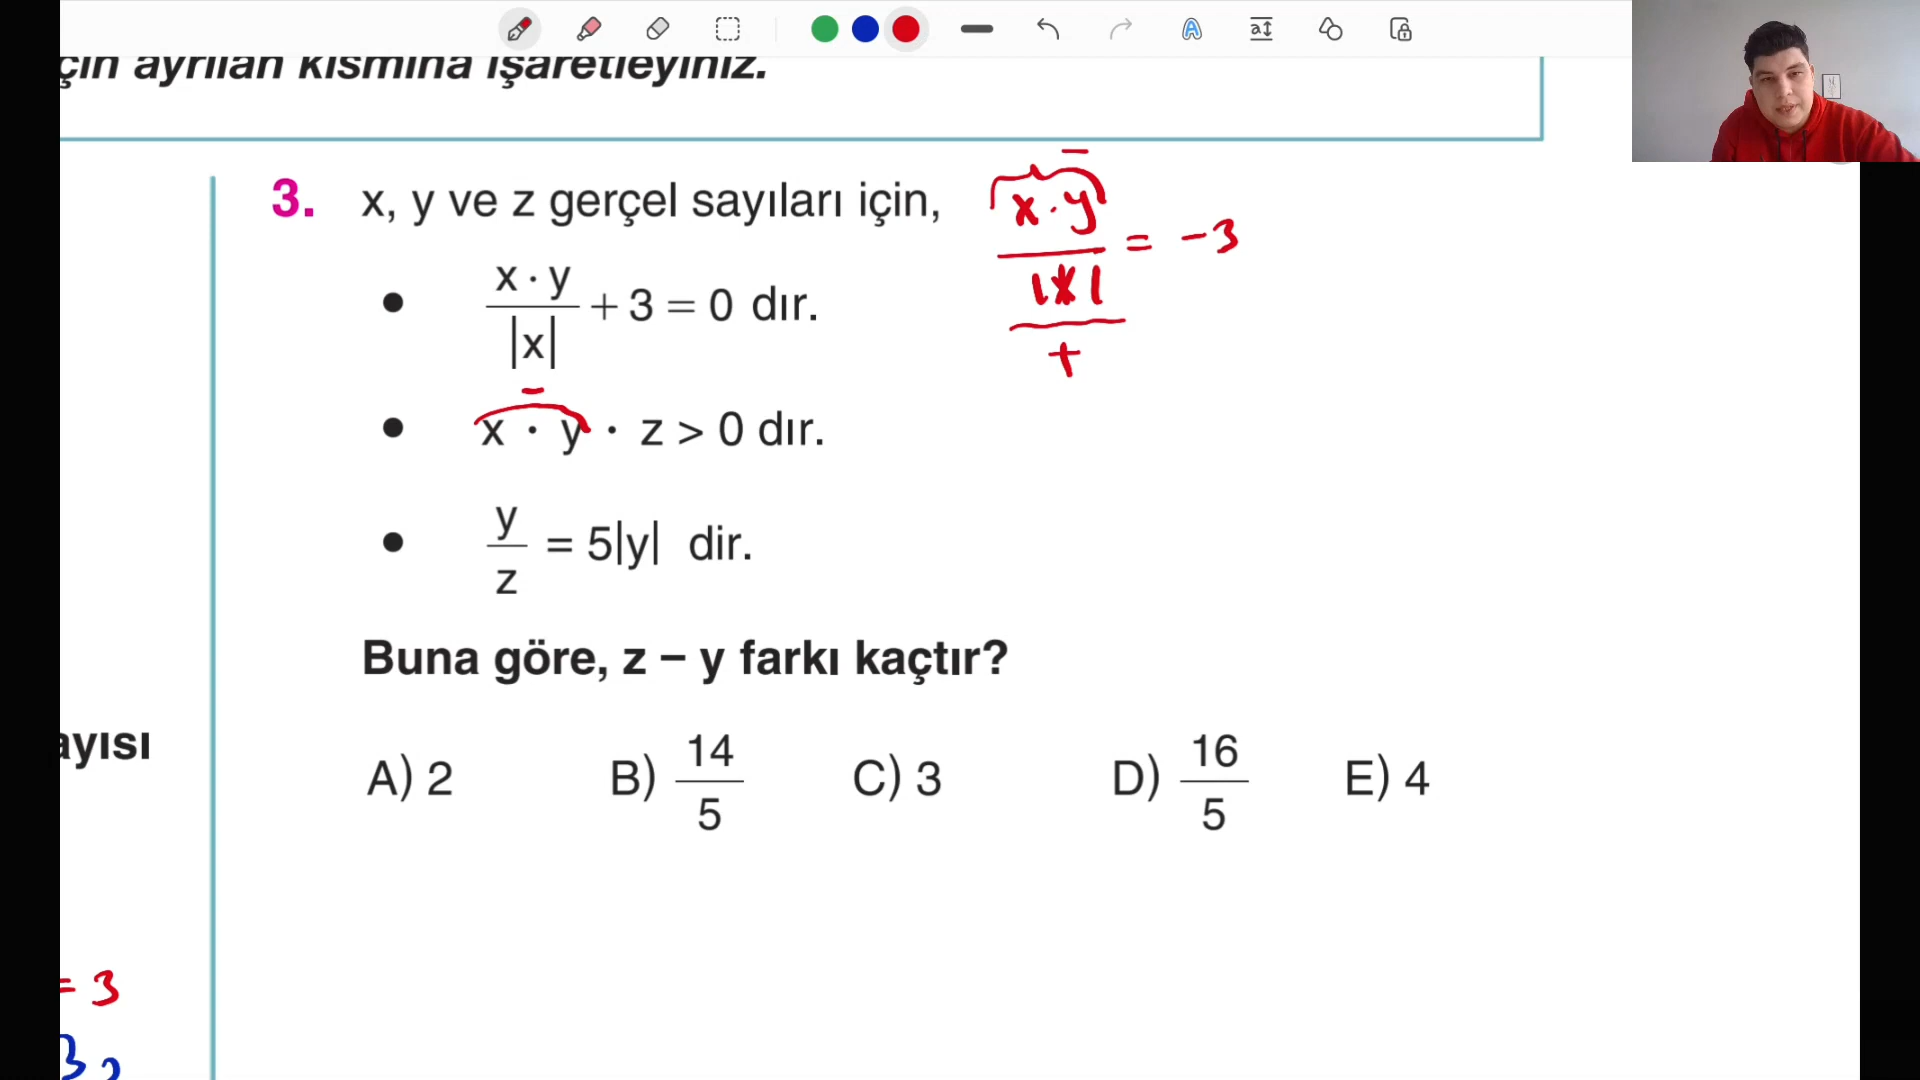 çin ayrılan kısmına işaretleyiniz.
3. x, y ve z gerçel sayıları için,
x · y / |x| + 3 = 0 dır.
x · y / |x| = -3
+
-
-
• x · y · z > 0 dır.
• y / z = 5|y| dir.
Buna göre, z – y farkı kaçtır?
A) 2 B) 14/5 C) 3 D) 16/5 E) 4
ayısı
= 3